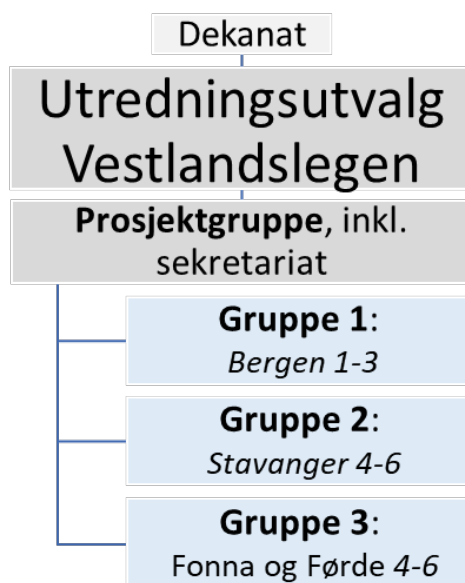 Dekanat
Utredningsutvalg
Vestlandslegen
Prosjektgruppe, inkl.
sekretariat
Gruppe 1:
Bergen 1-3
Gruppe 2:
Stavanger 4-6
Gruppe 3:
Fonna og Førde 4-6